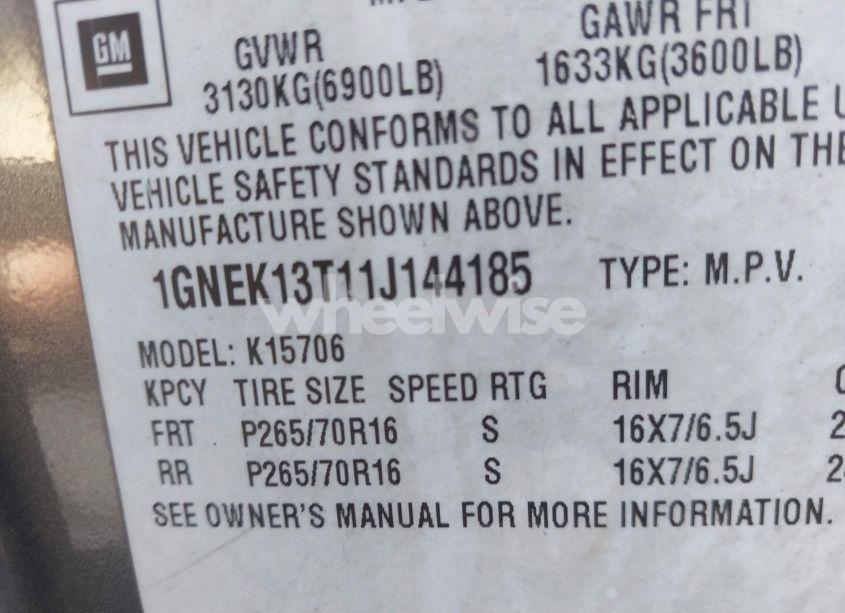 GM
GVWR
3130KG(6900LB)
GAWR FRT
1633KG(3600LB)
THIS VEHICLE CONFORMS TO ALL APPLICABLE
VEHICLE SAFETY STANDARDS IN EFFECT ON THE
MANUFACTURE SHOWN ABOVE.
1GNEK13T11J144185 TYPE: M.P.V.
wheelwise
MODEL: K15706
KPCY TIRE SIZE SPEED RTG RIM
FRT P265/70R16 S 16X7/6.5J
RR P265/70R16 S 16X7/6.5J
SEE OWNER'S MANUAL FOR MORE INFORMATION.